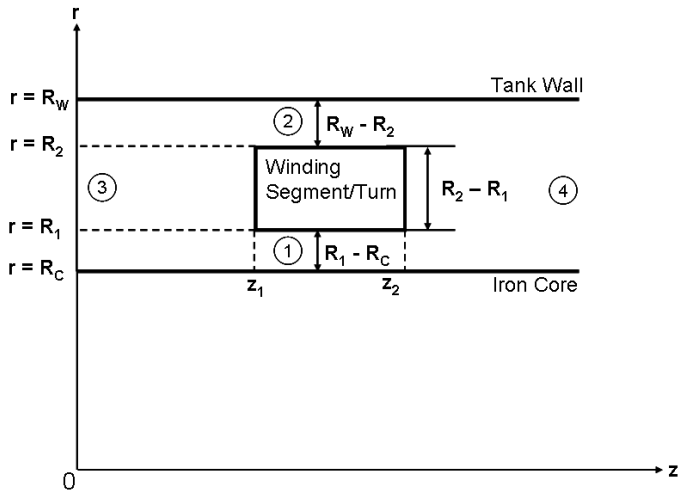 r
Tank Wall
r = R_W
② R_W - R_2
r = R_2
Winding
Segment/Turn
③ R_2 – R_1 ④
r = R_1
① R_1 - R_C
r = R_C
z_1 z_2 Iron Core
0 z